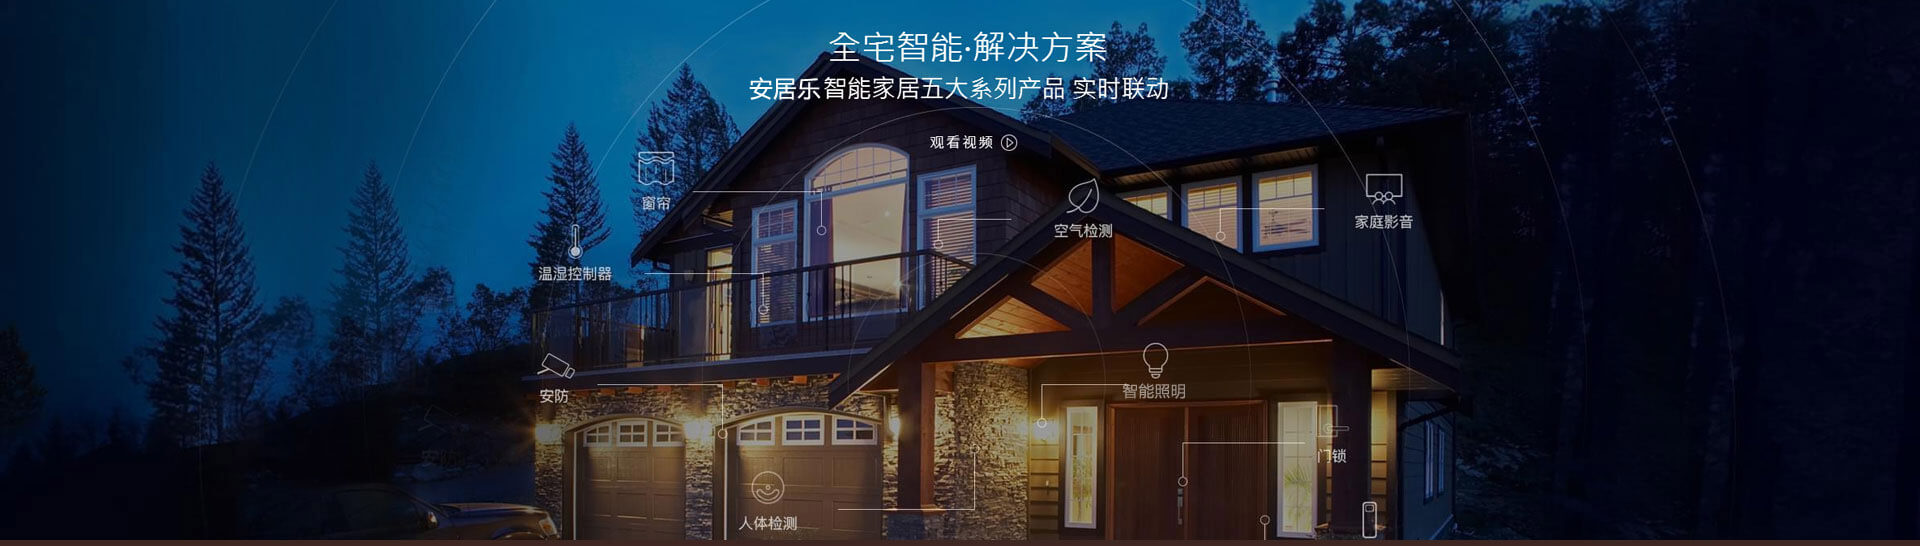 全宅智能·解决方案
安居乐智能家居五大系列产品 实时联动
观看视频
窗帘
家庭影音
空气检测
温湿控制器
智能照明
安防
门锁
人体检测